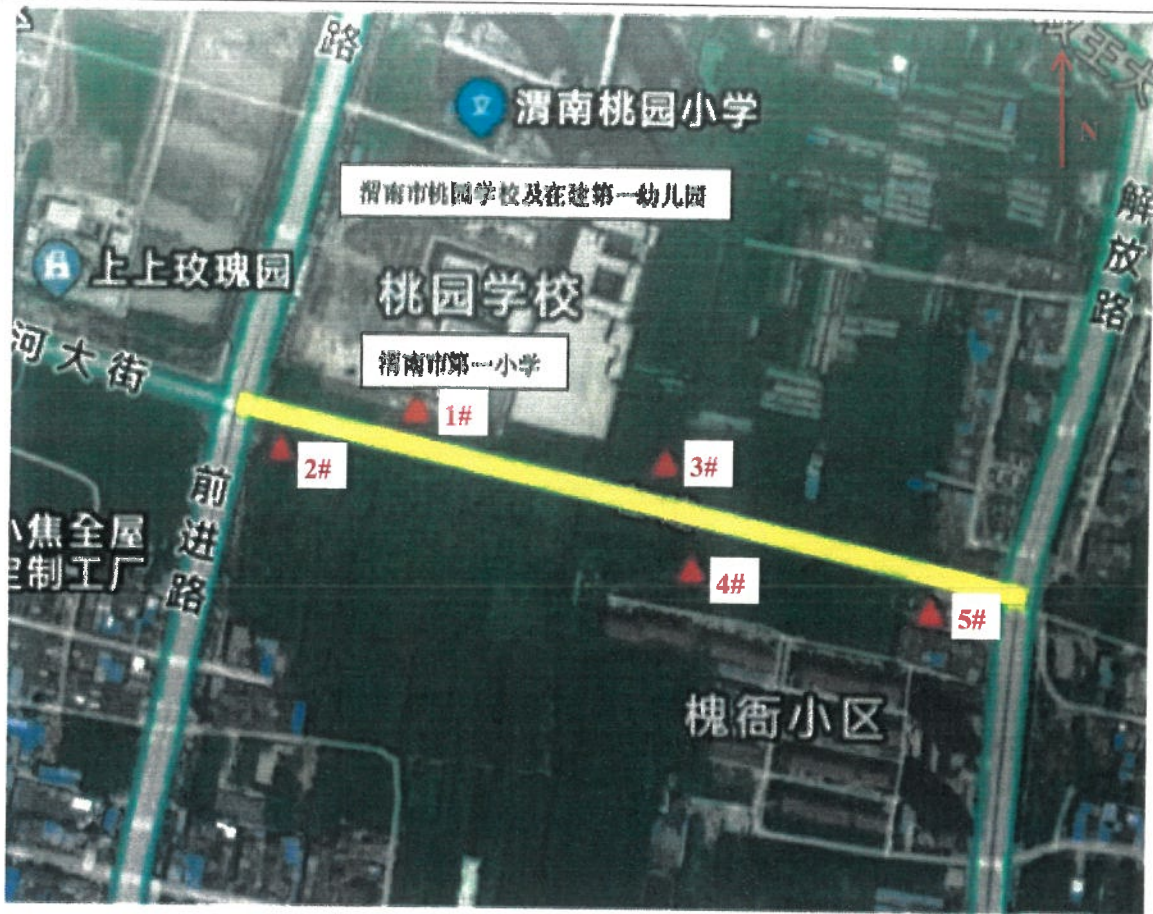 路
渭南桃园小学
N
渭南市桃园学校及在建第一幼儿园
解放路
上上玫瑰园
桃园学校
河大街
渭南市第一小学
1#
2#
3#
前进路
小焦全屋
定制工厂
4#
5#
槐衙小区